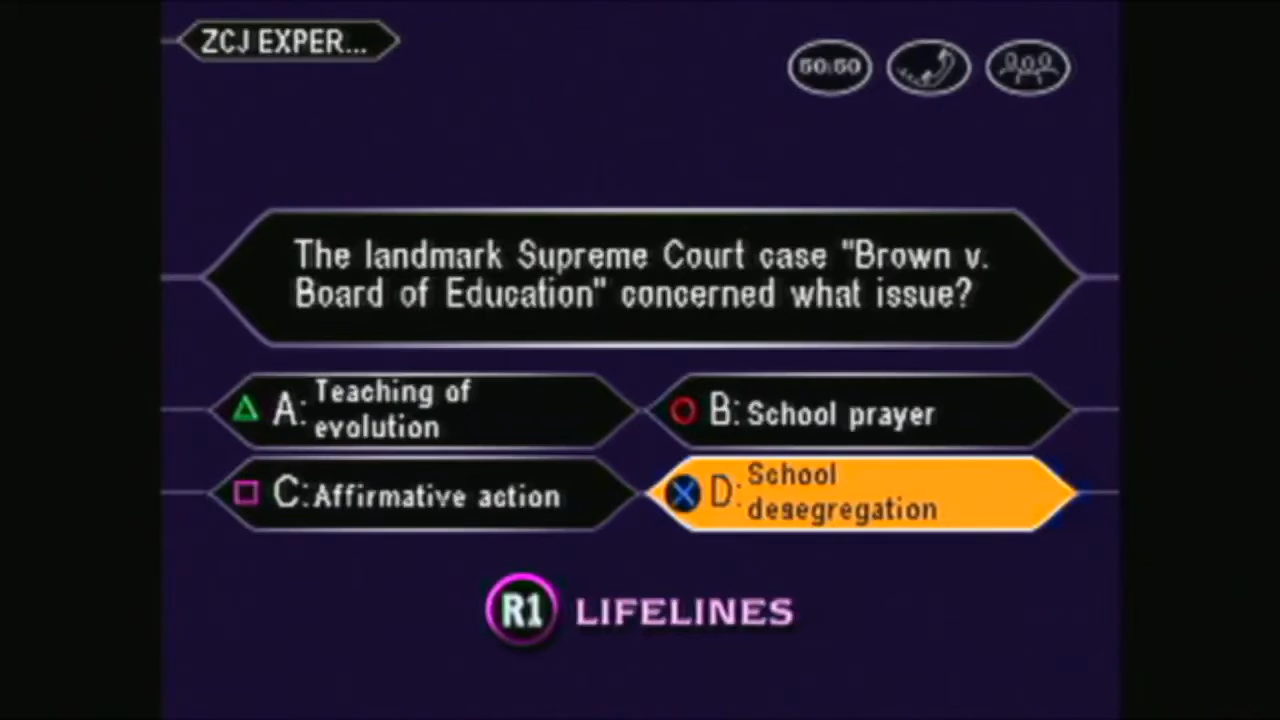 ZCJ EXPER...
50:50
The landmark Supreme Court case "Brown v.
Board of Education" concerned what issue?
A: Teaching of
evolution
B: School prayer
C: Affirmative action
D: School
desegregation
R1 LIFELINES